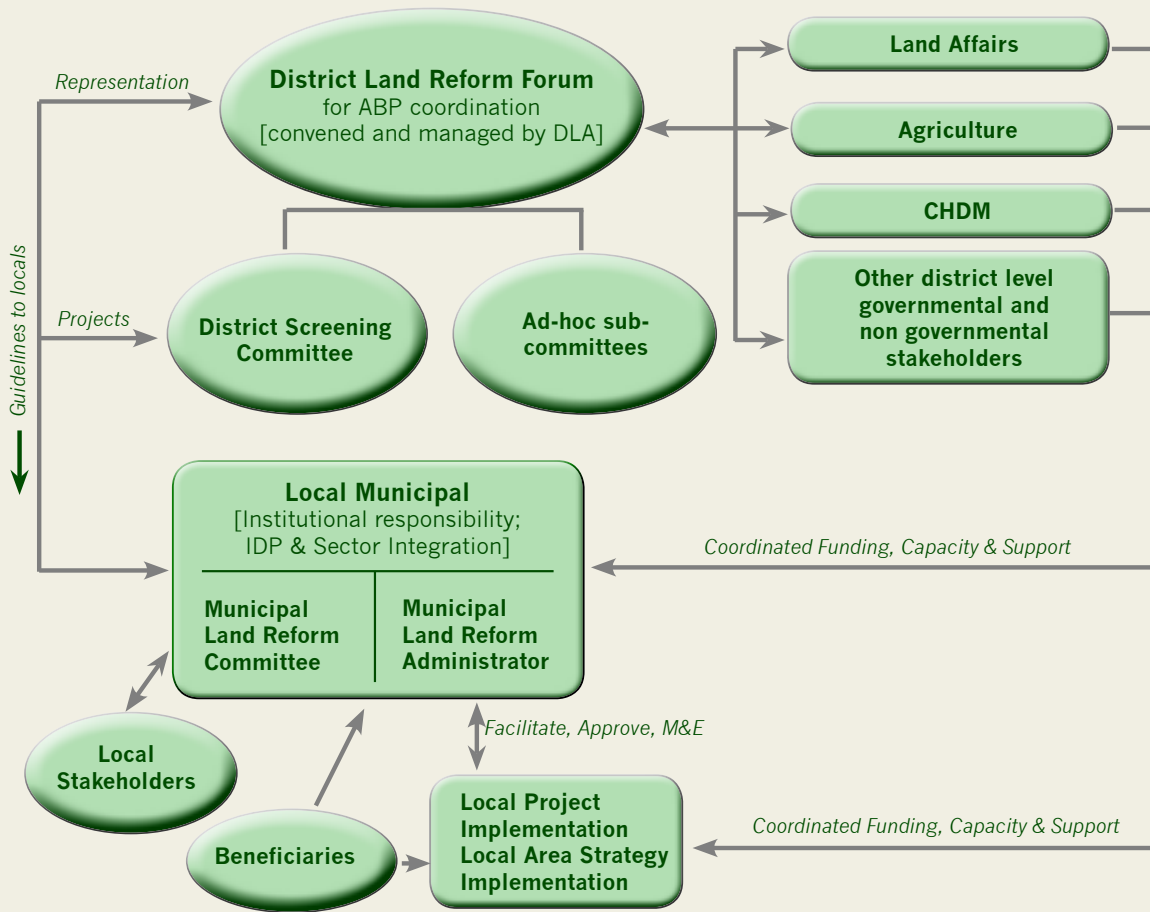 Representation
District Land Reform Forum
for ABP coordination
[convened and managed by DLA]
Land Affairs
Agriculture
CHDM
Other district level
governmental and
non governmental
stakeholders
Guidelines to locals
Projects
District Screening
Committee
Ad-hoc sub-
committees
Local Municipal
[Institutional responsibility;
IDP & Sector Integration]
Municipal
Land Reform
Committee
Municipal
Land Reform
Administrator
Coordinated Funding, Capacity & Support
Facilitate, Approve, M&E
Local
Stakeholders
Beneficiaries
Local Project
Implementation
Local Area Strategy
Implementation
Coordinated Funding, Capacity & Support